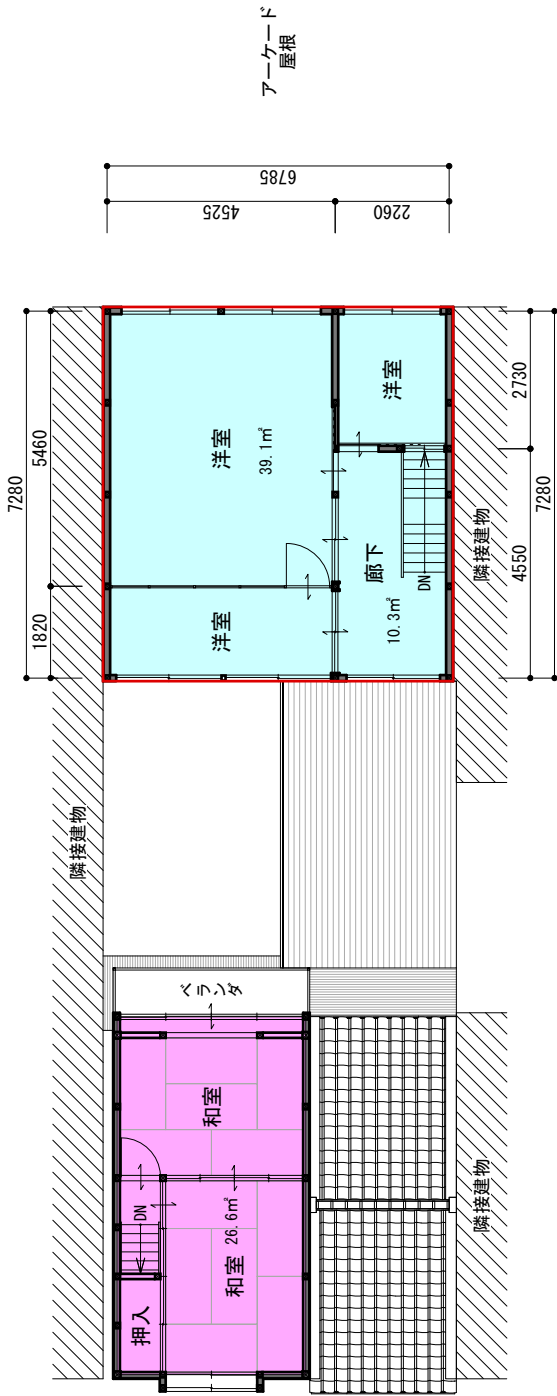 アーケード
屋根
6785
4525
2260
7280
5460
1820
隣接建物
洋室
39.1㎡
洋室
洋室
廊下
10.3㎡
DN
隣接建物
2730
4550
7280
ベランダ
和室
DN
和室
26.6㎡
押入
隣接建物